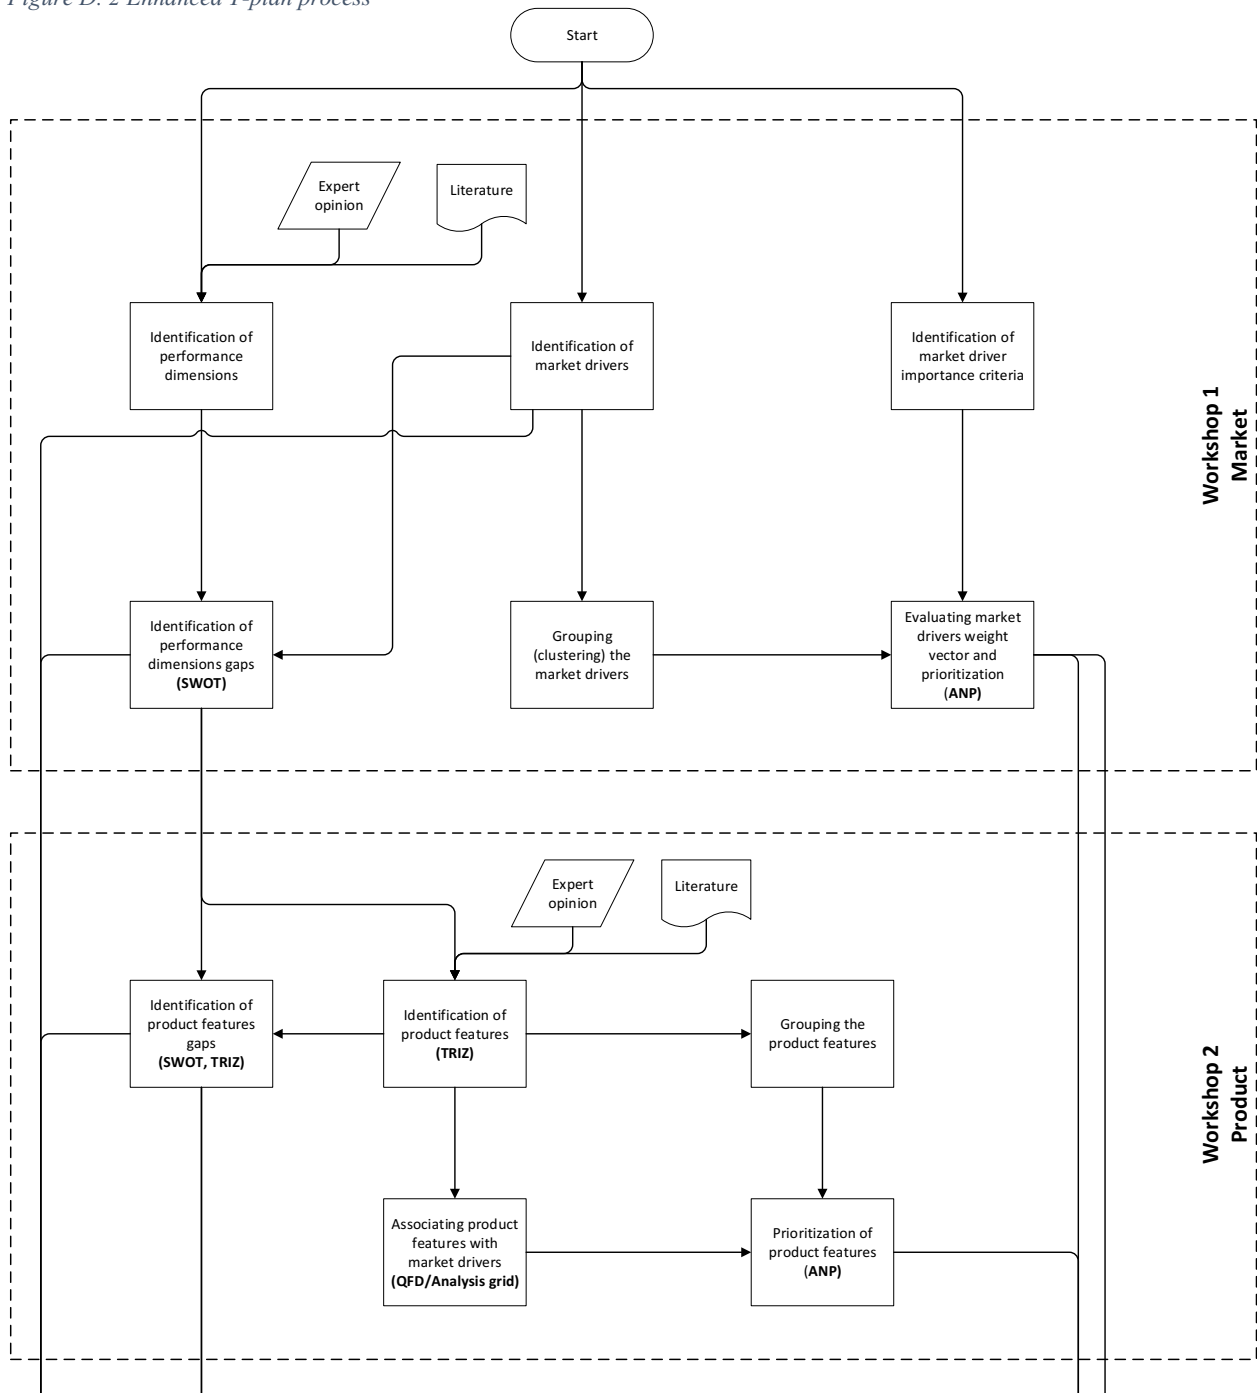 Figure D. 2 Enhanced T-plan process
Start
Expert
opinion
Literature
Identification of
performance
dimensions
Identification of
market drivers
Identification of
market driver
importance criteria
Workshop 1
Market
Identification of
performance
dimensions gaps
(SWOT)
Grouping
(clustering) the
market drivers
Evaluating market
drivers weight
vector and
prioritization
(ANP)
Expert
opinion
Literature
Identification of
product features
gaps
(SWOT, TRIZ)
Identification of
product features
(TRIZ)
Grouping the
product features
Workshop 2
Product
Associating product
features with
market drivers
(QFD/Analysis grid)
Prioritization of
product features
(ANP)